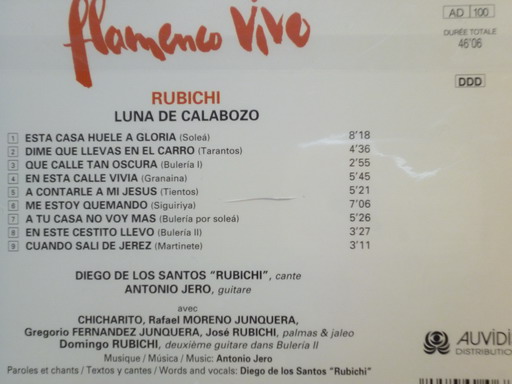 flamenco vivo
AD 100
DURÉE TOTALE
46'06
DDD
RUBICHI
LUNA DE CALABOZO
1 ESTA CASA HUELE A GLORIA (Soleá) 8'18
2 DIME QUE LLEVAS EN EL CARRO (Tarantos) 4'36
3 QUE CALLE TAN OSCURA (Bulería I) 2'55
4 EN ESTA CALLE VIVIA (Granaina) 5'45
5 A CONTARLE A MI JESUS (Tientos) 5'21
6 ME ESTOY QUEMANDO (Siguiriya) 7'06
7 A TU CASA NO VOY MAS (Bulería por soleá) 5'26
8 EN ESTE CESTITO LLEVO (Bulería II) 3'27
9 CUANDO SALI DE JEREZ (Martinete) 3'11
DIEGO DE LOS SANTOS "RUBICHI", cante
ANTONIO JERO, guitare
avec
CHICHARITO, Rafael MORENO JUNQUERA,
Gregorio FERNANDEZ JUNQUERA, José RUBICHI, palmas & jaleo
Domingo RUBICHI, deuxième guitare dans Bulería II
Musique / Música / Music: Antonio Jero
Paroles et chants / Textos y cantes / Words and vocals: Diego de los Santos "Rubichi"
AUVIDI
DISTRIBUTIO